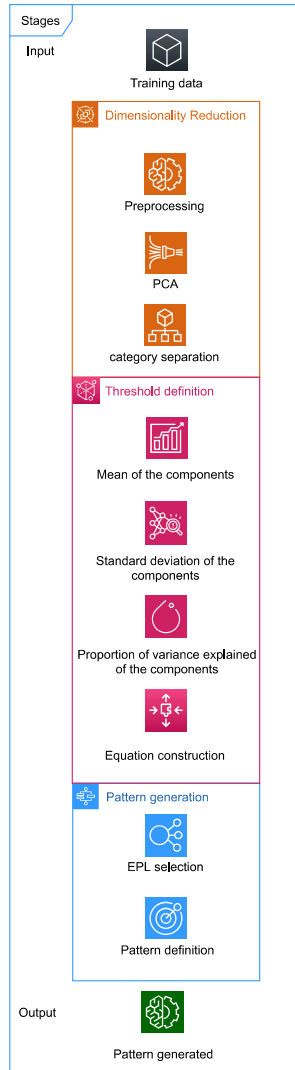 Stages
Input
Training data
Dimensionality Reduction
Preprocessing
PCA
category separation
Threshold definition
Mean of the components
Standard deviation of the
components
Proportion of variance explained
of the components
Equation construction
Pattern generation
EPL selection
Pattern definition
Output
Pattern generated